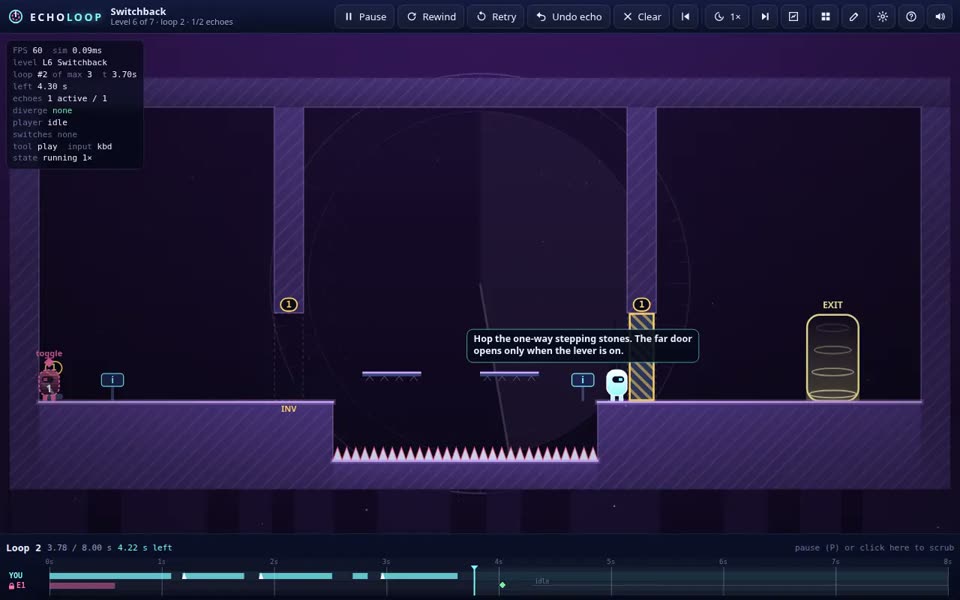 ECHOLOOP
Switchback
Level 6 of 7 · loop 2 · 1/2 echoes
Pause
Rewind
Retry
Undo echo
Clear
1×
FPS 60 sim 0.09ms
level L6 Switchback
loop #2 of max 3 t 3.70s
left 4.30 s
echoes 1 active / 1
diverge none
player idle
switches none
tool play input kbd
state running 1×
1
1
EXIT
Hop the one-way stepping stones. The far door
opens only when the lever is on.
toggle
1
i
i
INV
Loop 2 3.78 / 8.00 s 4.22 s left
pause (P) or click here to scrub
0s 1s 2s 3s 4s 5s 6s 7s 8s
YOU
E1
idle